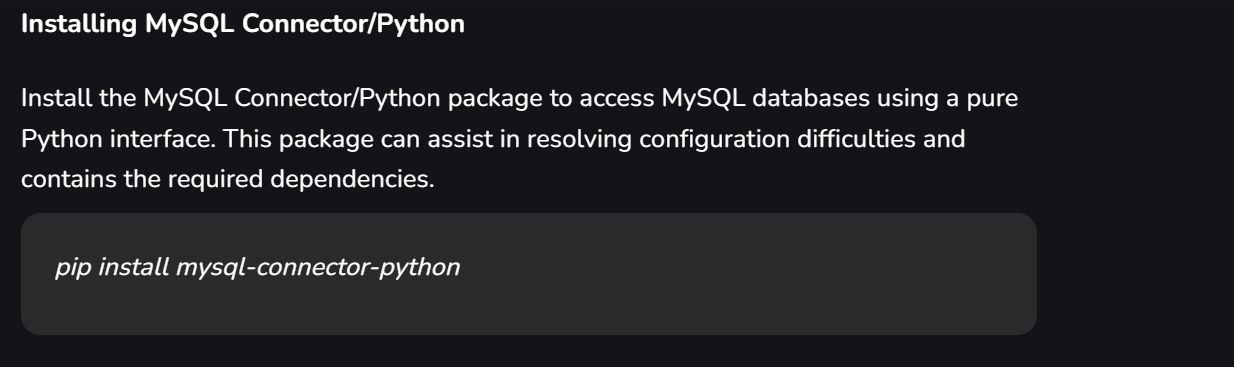 Installing MySQL Connector/Python
Install the MySQL Connector/Python package to access MySQL databases using a pure
Python interface. This package can assist in resolving configuration difficulties and
contains the required dependencies.
pip install mysql-connector-python